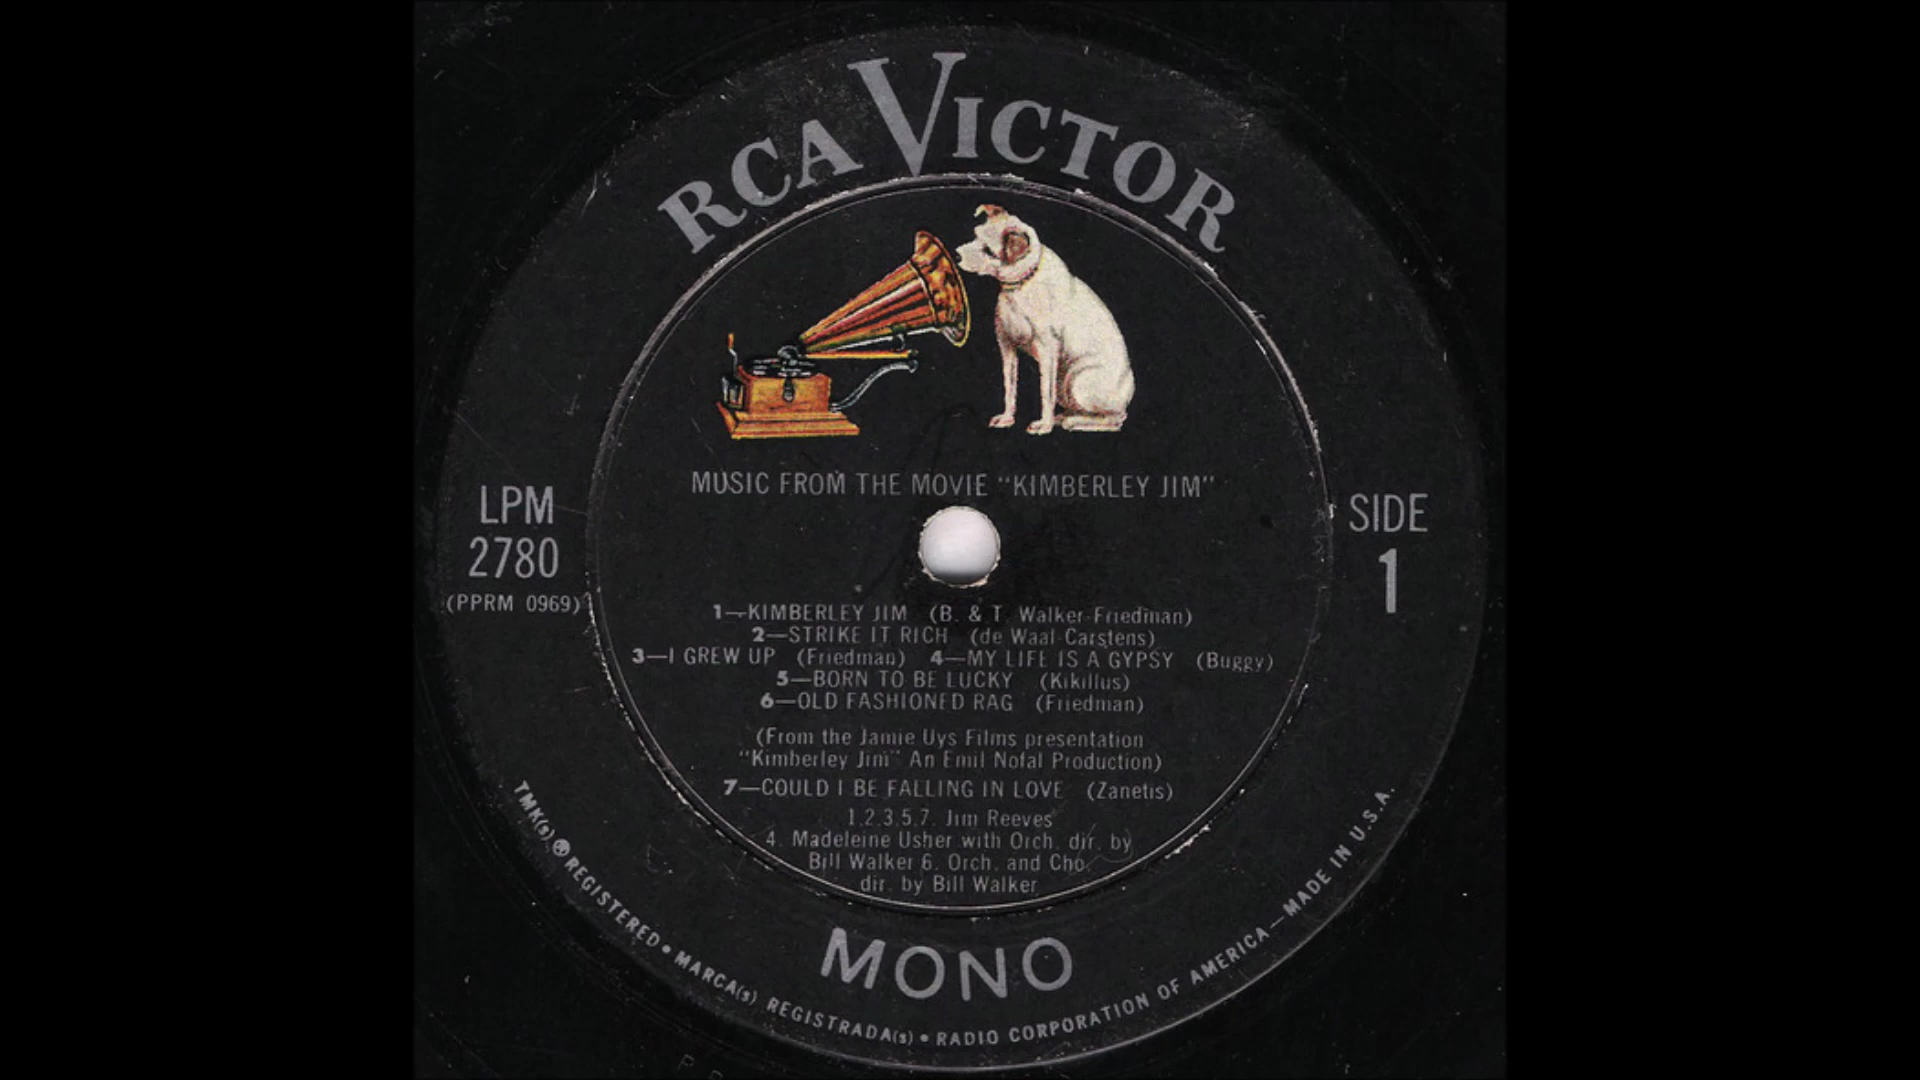 RCA VICTOR
MUSIC FROM THE MOVIE “KIMBERLEY JIM”
LPM
2780
(PPRM 0969)
SIDE
1
1—KIMBERLEY JIM (B. & T. Walker-Friedman)
2—STRIKE IT RICH (de Waal-Carstens)
3—I GREW UP (Friedman) 4—MY LIFE IS A GYPSY (Buggy)
5—BORN TO BE LUCKY (Kikillus)
6—OLD FASHIONED RAG (Friedman)
(From the Jamie Uys Films presentation
“Kimberley Jim” An Emil Nofal Production)
7—COULD I BE FALLING IN LOVE (Zanetis)
1.2.3.5.7. Jim Reeves
4. Madeleine Usher with Orch. dir. by
Bill Walker 6. Orch. and Cho.
dir. by Bill Walker
MONO
TMK(s) ® REGISTERED • MARCA(s) REGISTRADA(s) • RADIO CORPORATION OF AMERICA—MADE IN U.S.A.